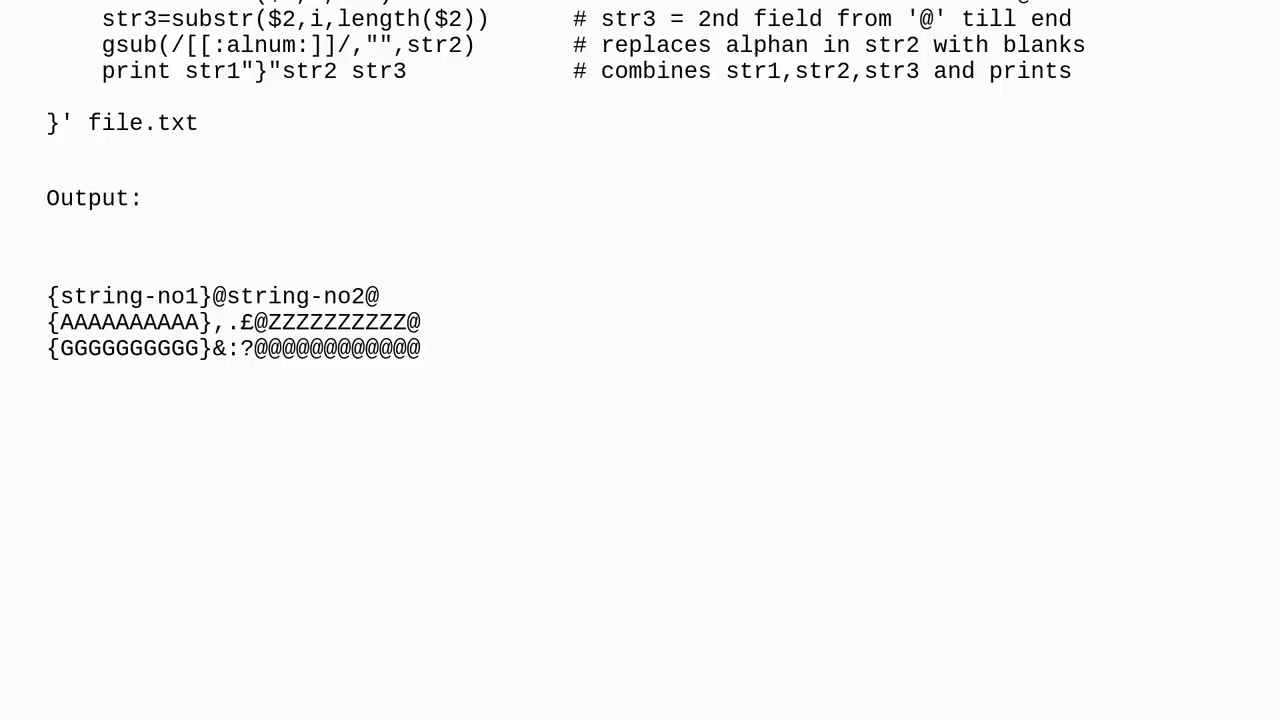 str3=substr($2,i,length($2)) # str3 = 2nd field from '@' till end
gsub(/[[:alnum:]]/,"",str2) # replaces alphan in str2 with blanks
print str1"}"str2 str3 # combines str1,str2,str3 and prints
}' file.txt
Output:
{string-no1}@string-no2@
{AAAAAAAAAA},.£@ZZZZZZZZZZ@
{GGGGGGGGGG}&:?@@@@@@@@@@@@